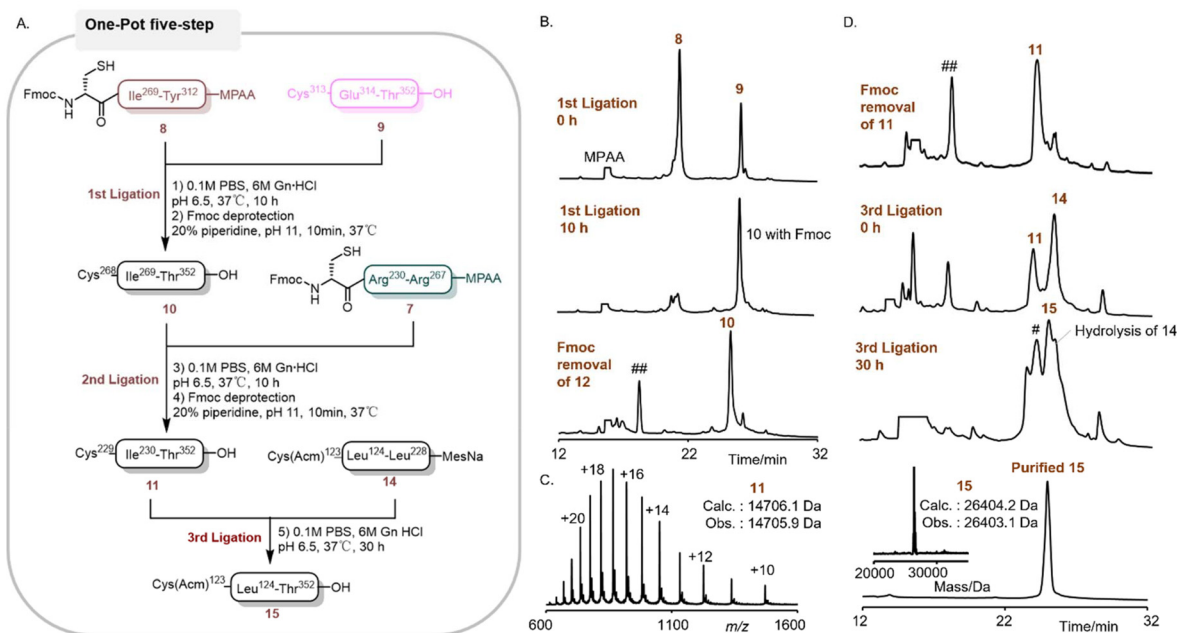 A.
One-Pot five-step
SH
Fmoc
N
H
O
Ile269-Tyr312
MPAA
8
Cys313
Glu314-Thr352
OH
9
1st Ligation
1) 0.1M PBS, 6M Gn·HCl
pH 6.5, 37℃, 10 h
2) Fmoc deprotection
20% piperidine, pH 11, 10min, 37℃
Cys268
Ile269-Thr352
OH
10
SH
Fmoc
N
H
O
Arg230-Arg267
MPAA
7
2nd Ligation
3) 0.1M PBS, 6M Gn·HCl
pH 6.5, 37℃, 10 h
4) Fmoc deprotection
20% piperidine, pH 11, 10min, 37℃
Cys229
Ile230-Thr352
OH
11
Cys(Acm)123
Leu124-Leu228
MesNa
14
3rd Ligation
5) 0.1M PBS, 6M Gn HCl
pH 6.5, 37℃, 30 h
Cys(Acm)123
Leu124-Thr352
OH
15
B.
8
1st Ligation
0 h
9
MPAA
1st Ligation
10 h
10 with Fmoc
Fmoc
removal
of 12
##
10
12 22 32
Time/min
C.
+20
+18
+16
+14
+12
+10
11
Calc. : 14706.1 Da
Obs. : 14705.9 Da
600 1100 m/z 1600
D.
Fmoc
removal
of 11
##
11
3rd Ligation
0 h
11
14
3rd Ligation
30 h
#
15
Hydrolysis of 14
Purified 15
15
Calc. : 26404.2 Da
Obs. : 26403.1 Da
20000 30000
Mass/Da
12 22 32
Time/min